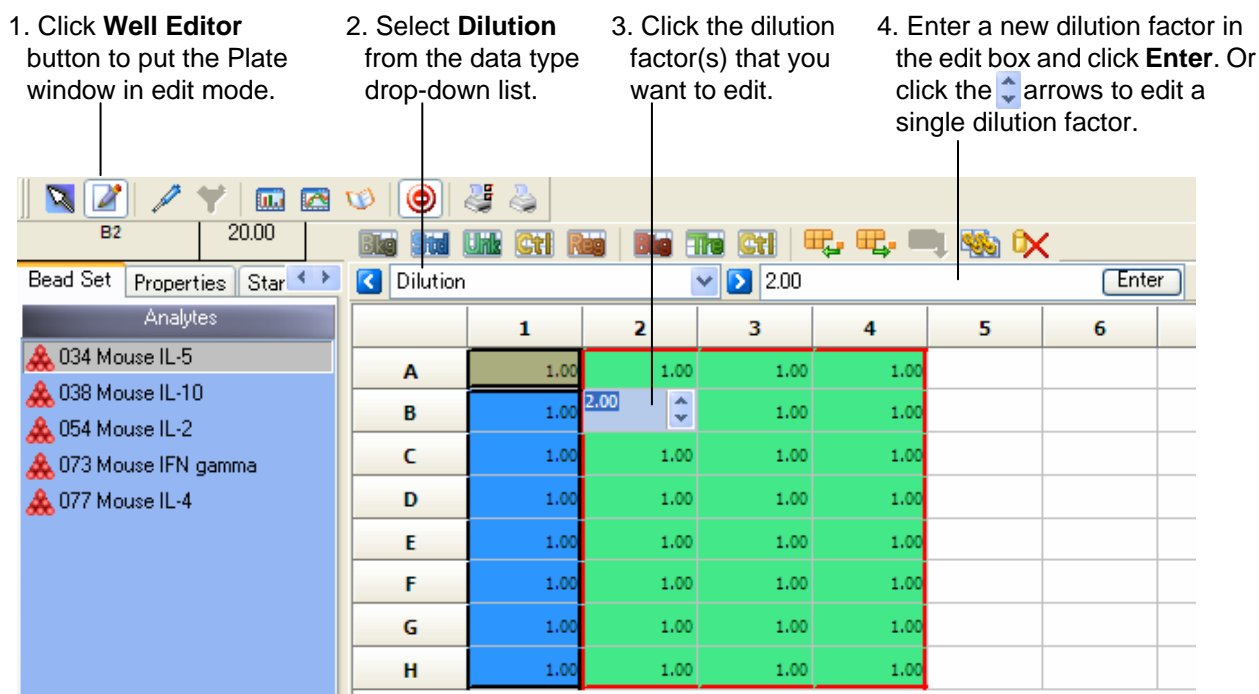 1. Click Well Editor
button to put the Plate
window in edit mode.
2. Select Dilution
from the data type
drop-down list.
3. Click the dilution
factor(s) that you
want to edit.
4. Enter a new dilution factor in
the edit box and click Enter. Or
click the arrows to edit a
single dilution factor.
B2 20.00
Bkg Std Unk Ctl Reg Bkg Tre Ctl
Bead Set Properties Star
Dilution 2.00 Enter
Analytes
034 Mouse IL-5
038 Mouse IL-10
054 Mouse IL-2
073 Mouse IFN gamma
077 Mouse IL-4
1 2 3 4 5 6
A 1.00 1.00 1.00 1.00
B 1.00 2.00 1.00 1.00
C 1.00 1.00 1.00 1.00
D 1.00 1.00 1.00 1.00
E 1.00 1.00 1.00 1.00
F 1.00 1.00 1.00 1.00
G 1.00 1.00 1.00 1.00
H 1.00 1.00 1.00 1.00